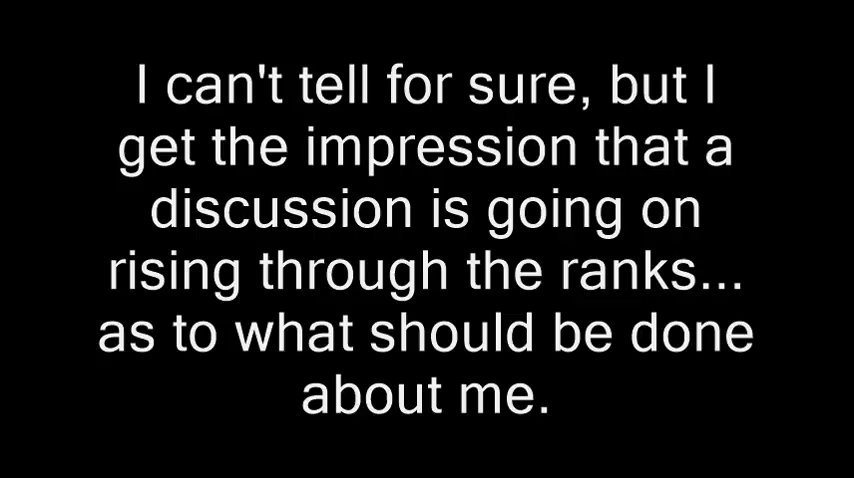 I can't tell for sure, but I
get the impression that a
discussion is going on
rising through the ranks...
as to what should be done
about me.